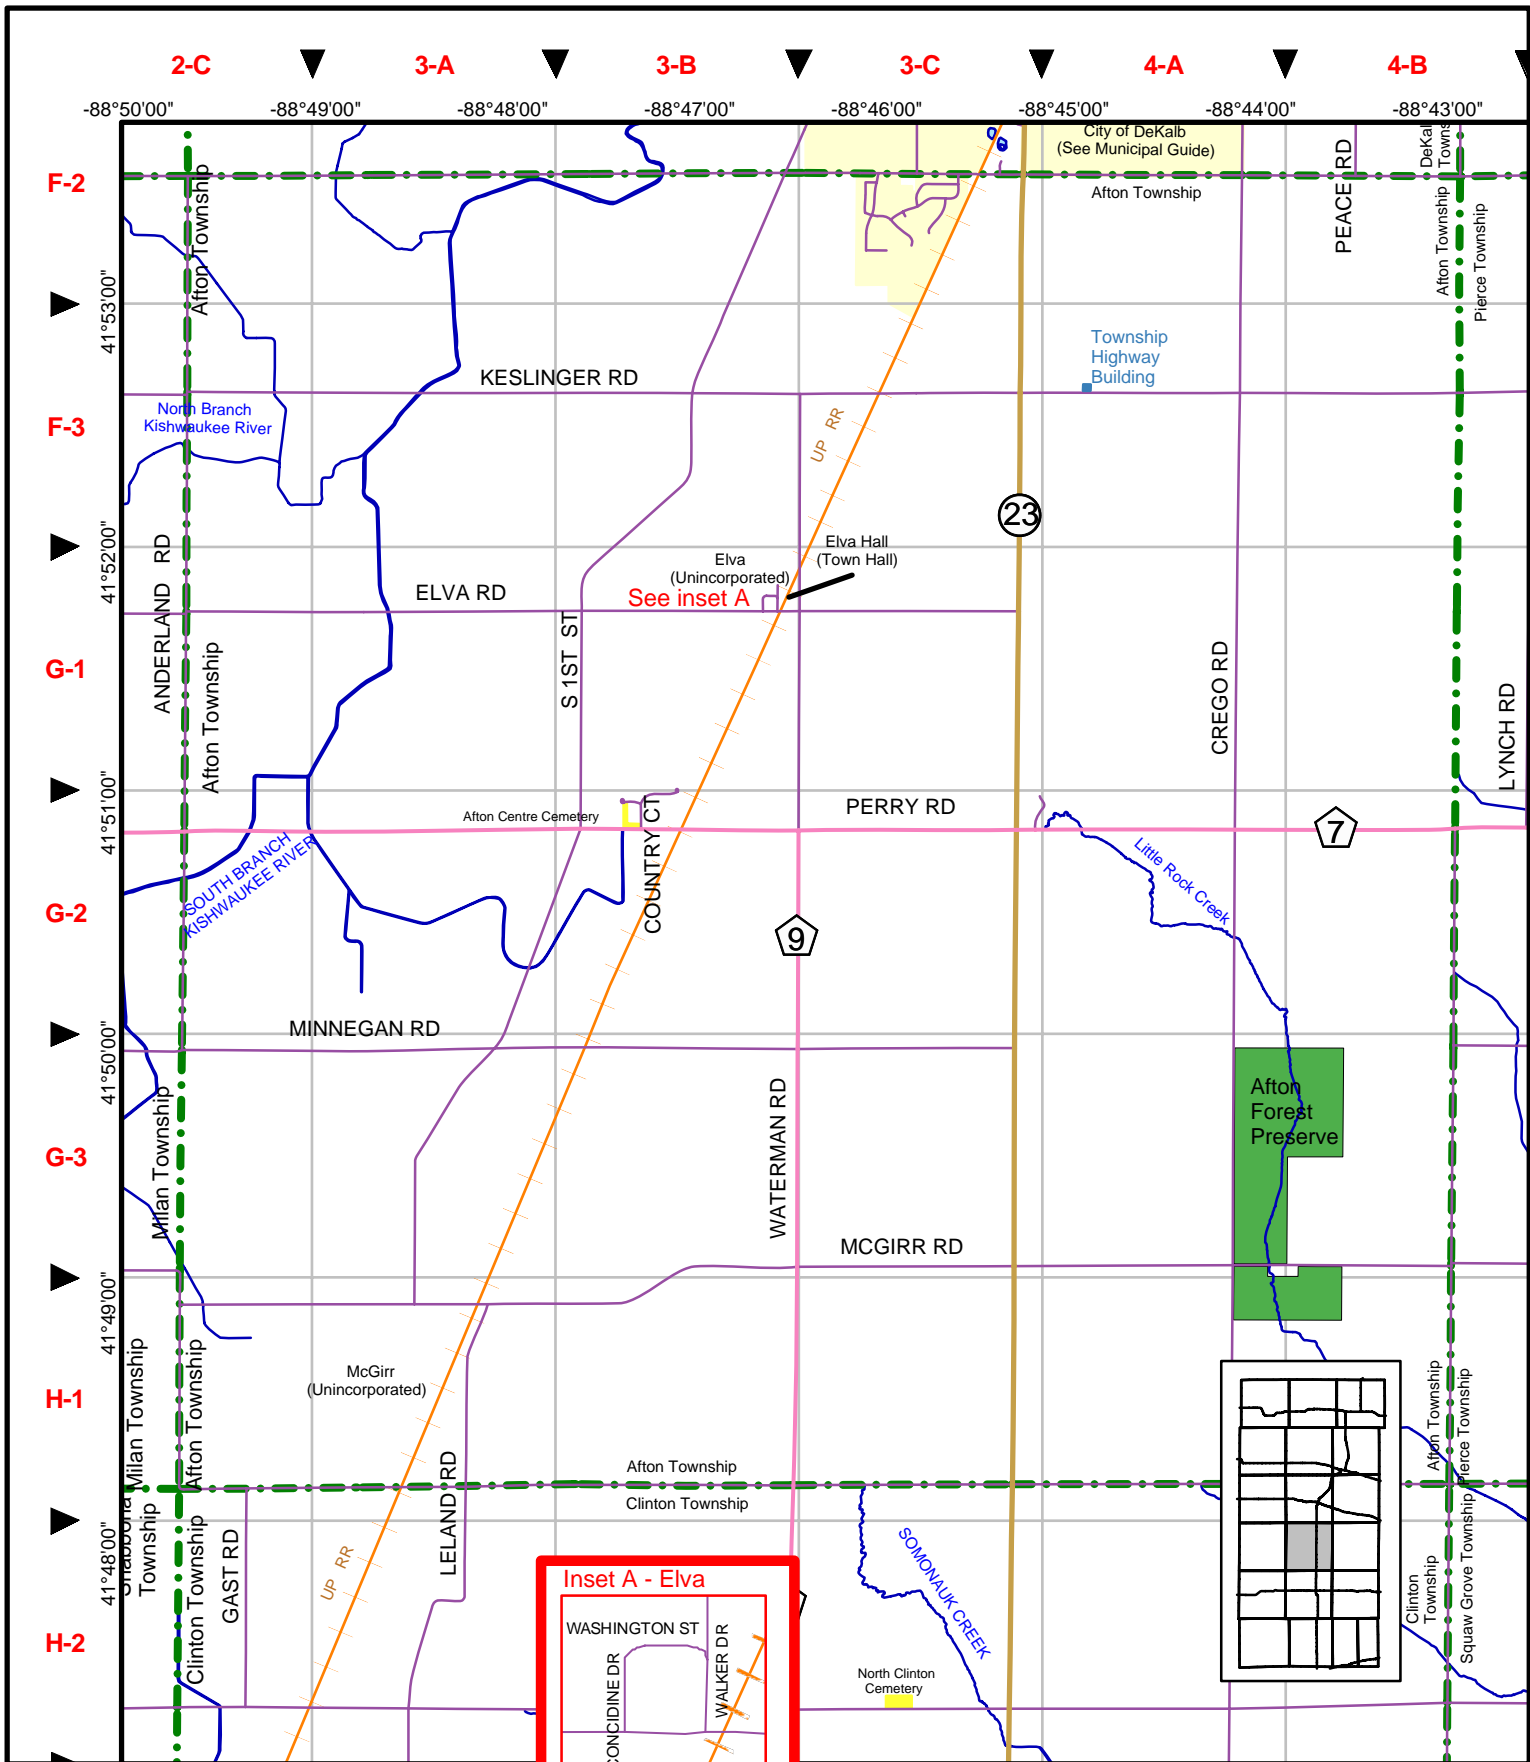 2-C
3-A
3-B
3-C
4-A
4-B
-88°50'00"
-88°49'00"
-88°48'00"
-88°47'00"
-88°46'00"
-88°45'00"
-88°44'00"
-88°43'00"
F-2
F-3
G-1
G-2
G-3
H-1
H-2
41°53'00"
41°52'00"
41°51'00"
41°50'00"
41°49'00"
41°48'00"
City of DeKalb
(See Municipal Guide)
Afton Township
PEACE RD
Afton Township
Pierce Township
Afton Township
Township
Highway
Building
KESLINGER RD
North Branch
Kishwaukee River
UP RR
23
Elva Hall
(Town Hall)
Elva
(Unincorporated)
See inset A
ELVA RD
ANDERLAND RD
Afton Township
S 1ST ST
CREGO RD
LYNCH RD
Afton Centre Cemetery
COUNTRY CT
PERRY RD
7
SOUTH BRANCH
KISHWAUKEE RIVER
Little Rock Creek
9
MINNEGAN RD
Afton
Forest
Preserve
WATERMAN RD
Milan Township
MCGIRR RD
McGirr
(Unincorporated)
Milan Township
Afton Township
Afton Township
Pierce Township
LELAND RD
Afton Township
Clinton Township
Township
Clinton Township
GAST RD
UP RR
SOMONAUK CREEK
Clinton
Township
Squaw Grove Township
North Clinton
Cemetery
Inset A - Elva
WASHINGTON ST
WALKER DR